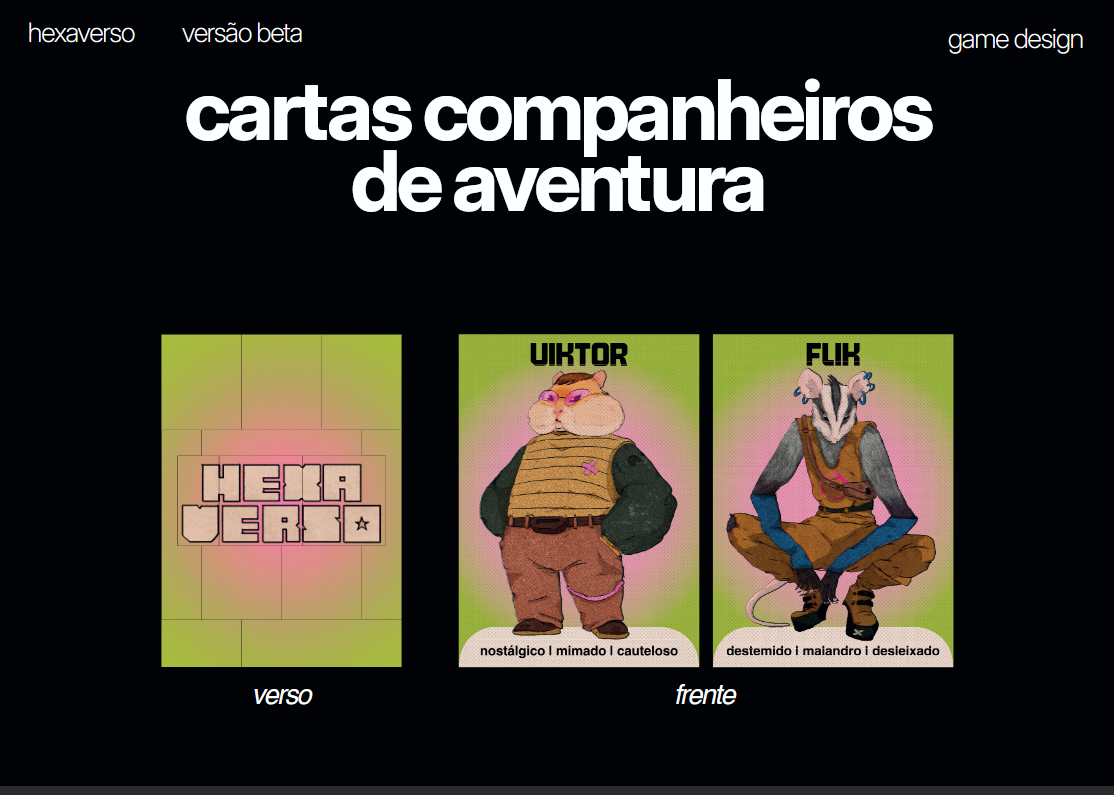 hexaverso
versão beta
game design
cartas companheiros
de aventura
HEXA
VERSO
VIKTOR
nostálgico | mimado | cauteloso
FLIK
destemido | malandro | desleixado
verso
frente